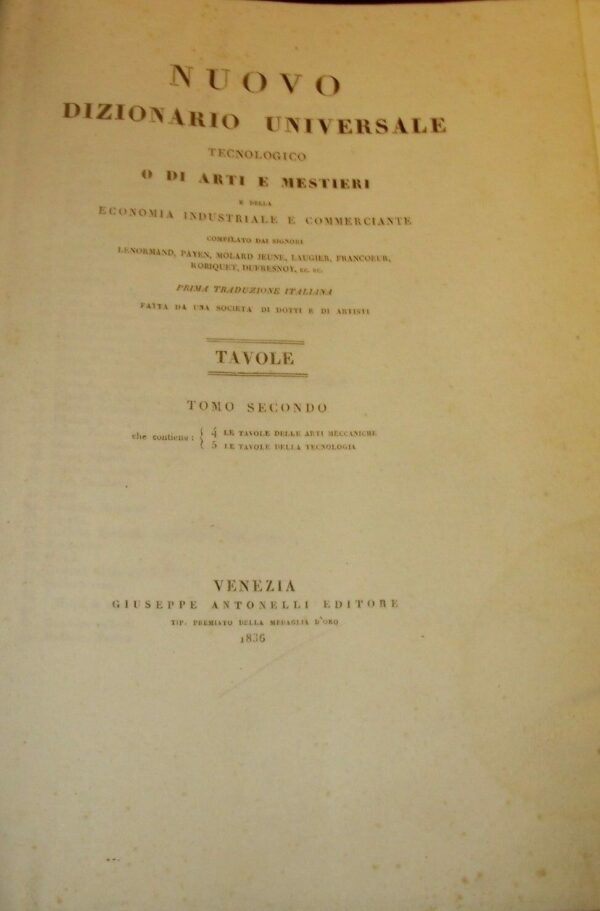 NUOVO
DIZIONARIO UNIVERSALE
TECNOLOGICO
O DI ARTI E MESTIERI
E DELLA
ECONOMIA INDUSTRIALE E COMMERCIANTE
COMPILATO DAI SIGNORI
LENORMAND, PAYEN, MOLARD JEUNE, LAUGIER, FRANCOEUR,
ROBIQUET, DUFRESNOY, EC. EC.
PRIMA TRADUZIONE ITALIANA
FATTA DA UNA SOCIETÀ DI DOTTI E DI ARTISTI
TAVOLE
TOMO SECONDO
che contiene: { 4 LE TAVOLE DELLE ARTI MECCANICHE
5 LE TAVOLE DELLA TECNOLOGIA
VENEZIA
GIUSEPPE ANTONELLI EDITORE
TIP. PREMIATO DELLA MEDAGLIA D'ORO
1836